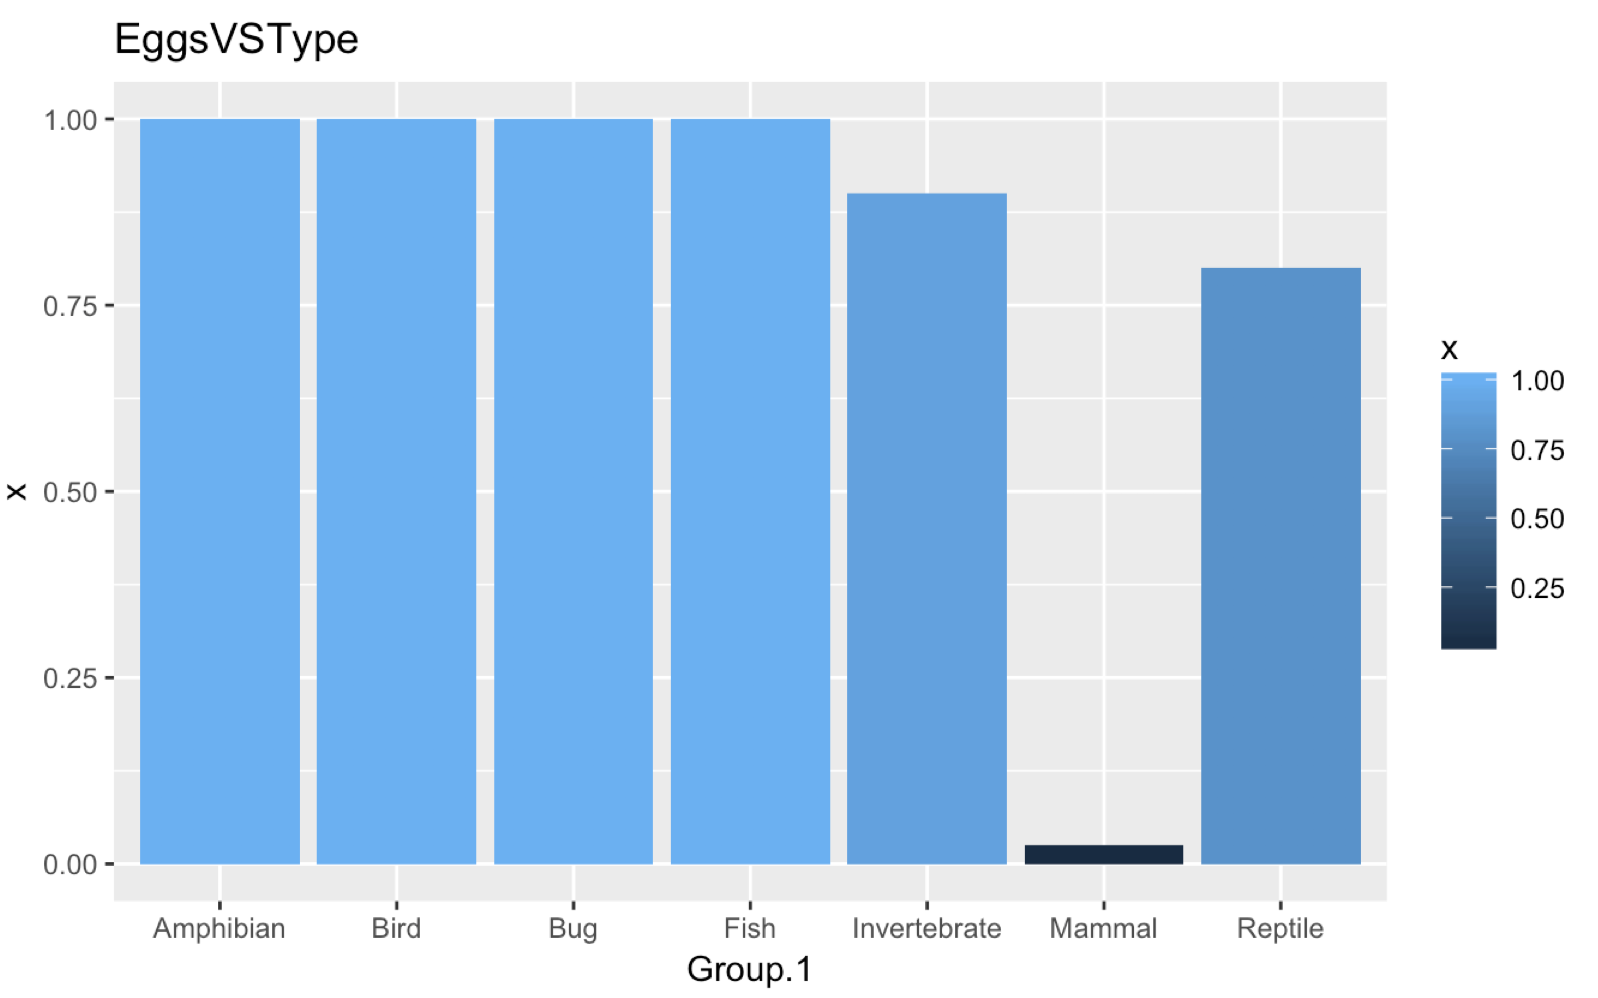 EggsVSType
1.00
0.75
0.50
0.25
0.00
x
Amphibian Bird Bug Fish Invertebrate Mammal Reptile
Group.1
x
1.00
0.75
0.50
0.25